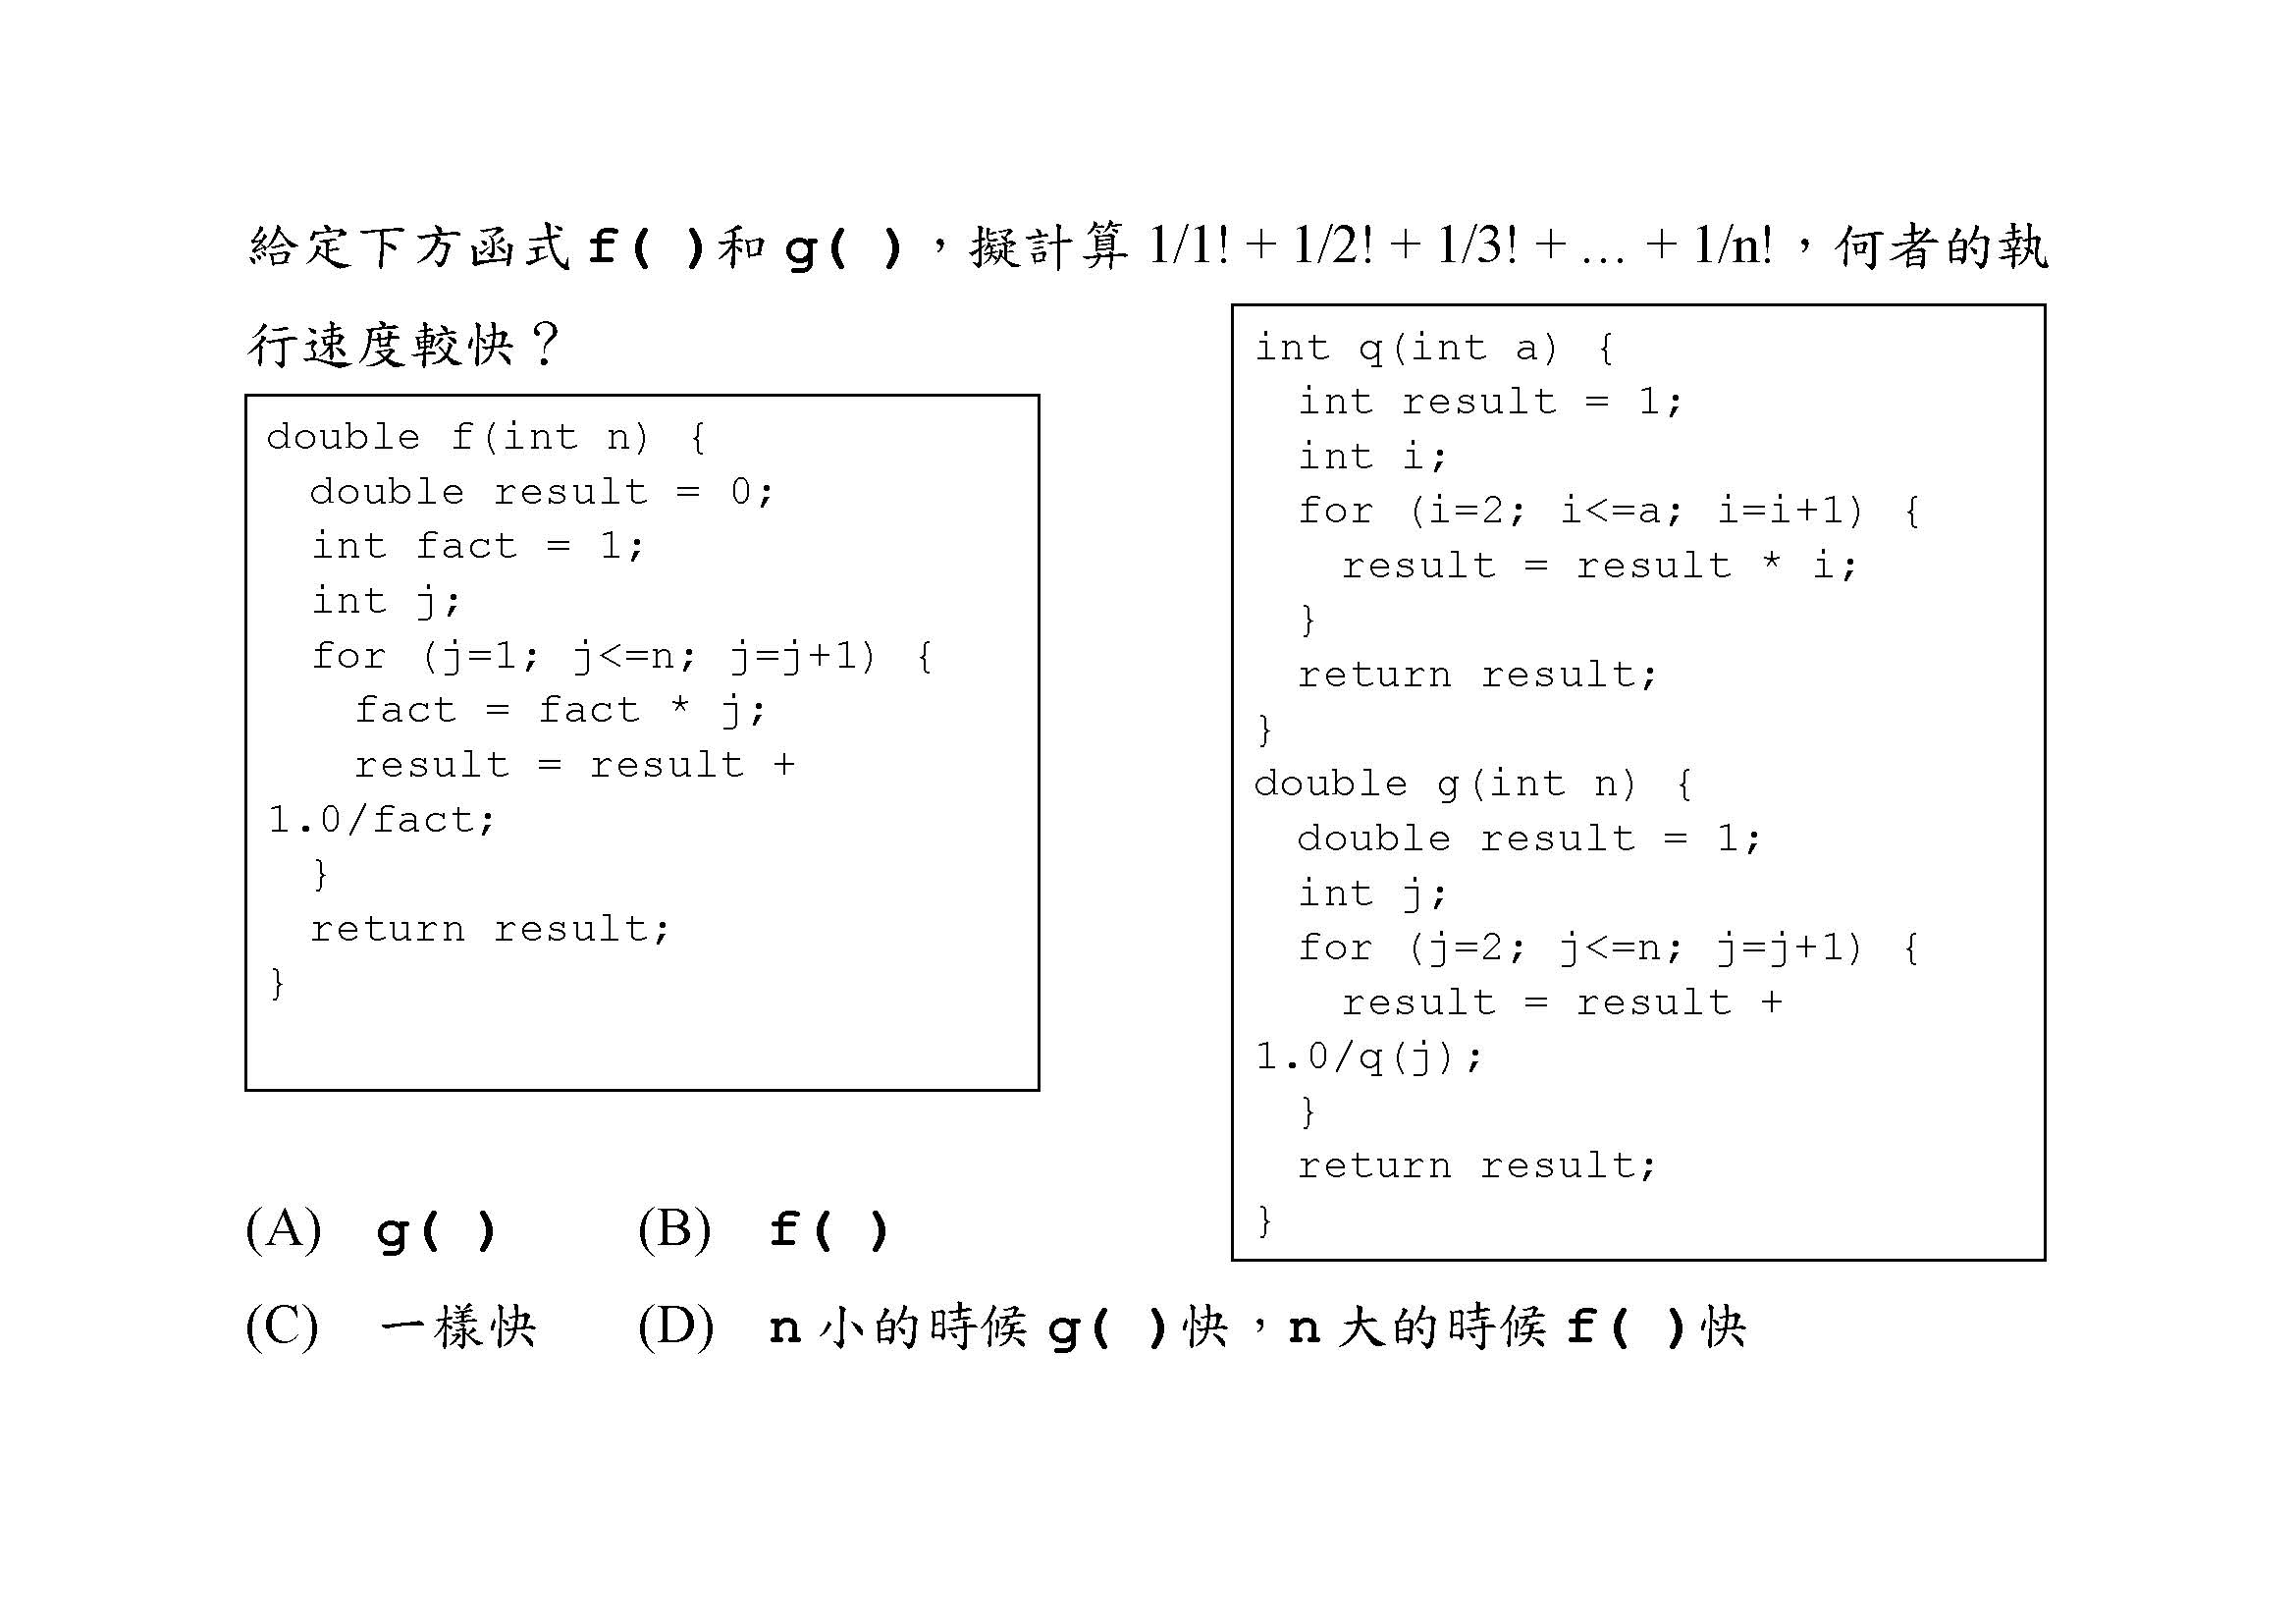 給定下方函式 f( )和 g( )，擬計算 1/1! + 1/2! + 1/3! + … + 1/n!，何者的執
行速度較快？
double f(int n) {
  double result = 0;
  int fact = 1;
  int j;
  for (j=1; j<=n; j=j+1) {
    fact = fact * j;
    result = result +
1.0/fact;
  }
  return result;
}
int q(int a) {
  int result = 1;
  int i;
  for (i=2; i<=a; i=i+1) {
    result = result * i;
  }
  return result;
}
double g(int n) {
  double result = 1;
  int j;
  for (j=2; j<=n; j=j+1) {
    result = result +
1.0/q(j);
  }
  return result;
}
(A) g( ) (B) f( )
(C) 一樣快 (D) n 小的時候 g( )快，n 大的時候 f( )快